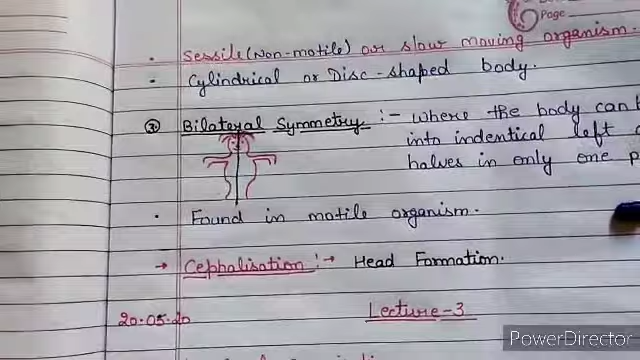 Page
• Sessile (Non-motile) or slow moving organism.
• Cylindrical or Disc-shaped body.
③ Bilateral Symmetry :- where the body can b
into indentical left
halves in only one p
• Found in motile organism.
→ Cephalisation :→ Head Formation.
20.05.20 Lecture-3
PowerDirector